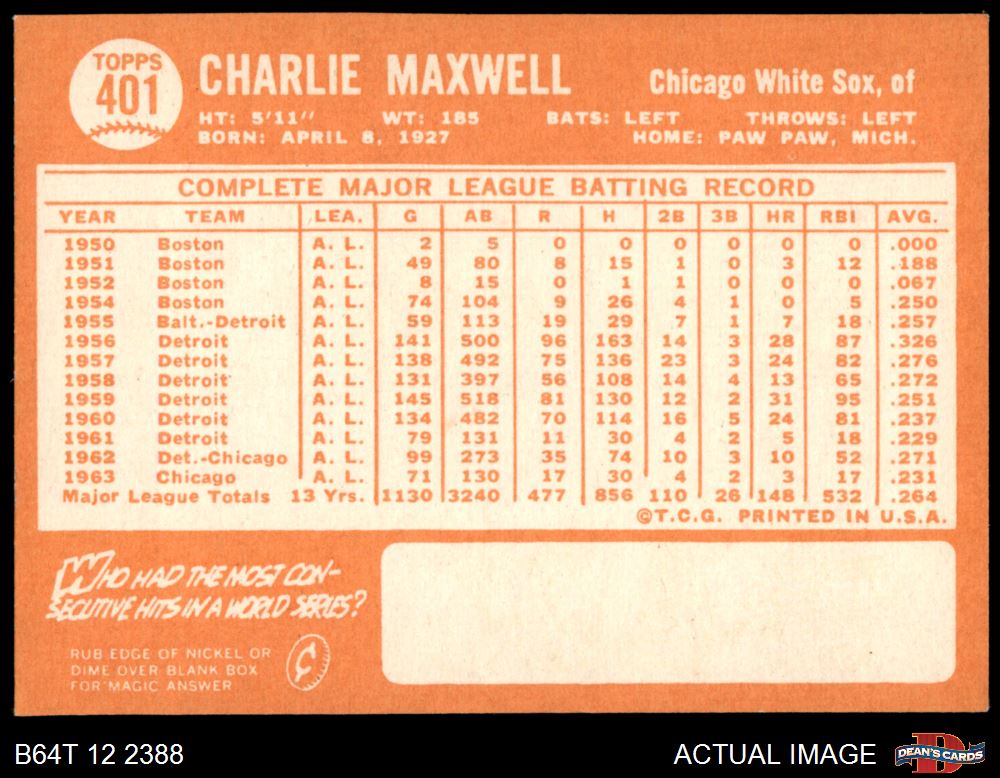 TOPPS
401
CHARLIE MAXWELL
Chicago White Sox, of
HT: 5'11" WT: 185 BATS: LEFT THROWS: LEFT
BORN: APRIL 8, 1927 HOME: PAW PAW, MICH.
COMPLETE MAJOR LEAGUE BATTING RECORD
YEAR TEAM LEA. G AB R H 2B 3B HR RBI AVG.
1950 Boston A. L. 2 5 0 0 0 0 0 0 .000
1951 Boston A. L. 49 80 8 15 1 0 3 12 .188
1952 Boston A. L. 8 15 0 1 1 0 0 0 .067
1954 Boston A. L. 74 104 9 26 4 1 0 5 .250
1955 Balt.-Detroit A. L. 59 113 19 29 7 1 7 18 .257
1956 Detroit A. L. 141 500 96 163 14 3 28 87 .326
1957 Detroit A. L. 138 492 75 136 23 3 24 82 .276
1958 Detroit A. L. 131 397 56 108 14 4 13 65 .272
1959 Detroit A. L. 145 518 81 130 12 2 31 95 .251
1960 Detroit A. L. 134 482 70 114 16 5 24 81 .237
1961 Detroit A. L. 79 131 11 30 4 2 5 18 .229
1962 Det.-Chicago A. L. 99 273 35 74 10 3 10 52 .271
1963 Chicago A. L. 71 130 17 30 4 2 3 17 .231
Major League Totals 13 Yrs. 1130 3240 477 856 110 26 148 532 .264
©T.C.G. PRINTED IN U.S.A.
WHO HAD THE MOST CON-
SECUTIVE HITS IN A WORLD SERIES?
RUB EDGE OF NICKEL OR
DIME OVER BLANK BOX
FOR MAGIC ANSWER
¢
B64T 12 2388
ACTUAL IMAGE
DEAN'S CARDS